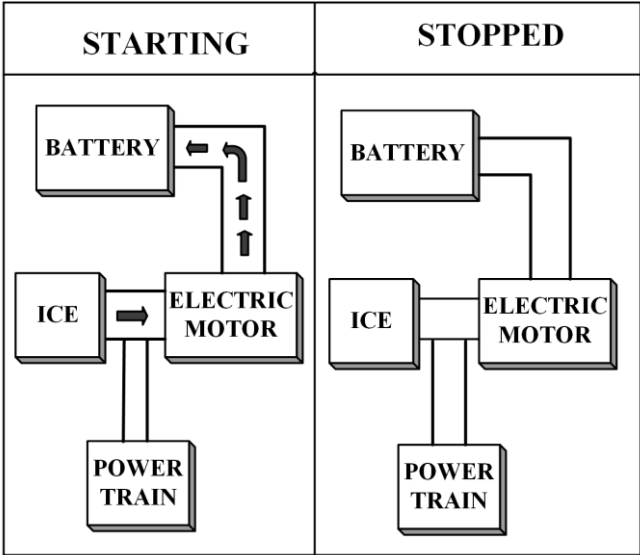 STARTING
STOPPED
BATTERY
ICE
ELECTRIC
MOTOR
POWER
TRAIN
BATTERY
ICE
ELECTRIC
MOTOR
POWER
TRAIN